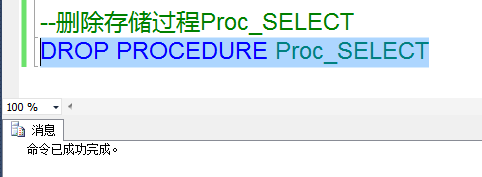 --删除存储过程Proc_SELECT
DROP PROCEDURE Proc_SELECT
100 %
消息
命令已成功完成。